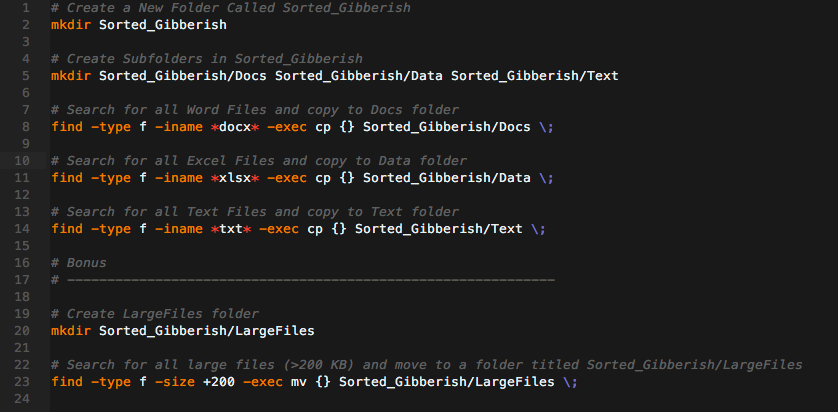 1 # Create a New Folder Called Sorted_Gibberish
2 mkdir Sorted_Gibberish
3
4 # Create Subfolders in Sorted_Gibberish
5 mkdir Sorted_Gibberish/Docs Sorted_Gibberish/Data Sorted_Gibberish/Text
6
7 # Search for all Word Files and copy to Docs folder
8 find -type f -iname *docx* -exec cp {} Sorted_Gibberish/Docs \;
9
10 # Search for all Excel Files and copy to Data folder
11 find -type f -iname *xlsx* -exec cp {} Sorted_Gibberish/Data \;
12
13 # Search for all Text Files and copy to Text folder
14 find -type f -iname *txt* -exec cp {} Sorted_Gibberish/Text \;
15
16 # Bonus
17 # -------------------------------------------------------------
18
19 # Create LargeFiles folder
20 mkdir Sorted_Gibberish/LargeFiles
21
22 # Search for all large files (>200 KB) and move to a folder titled Sorted_Gibberish/LargeFiles
23 find -type f -size +200 -exec mv {} Sorted_Gibberish/LargeFiles \;
24